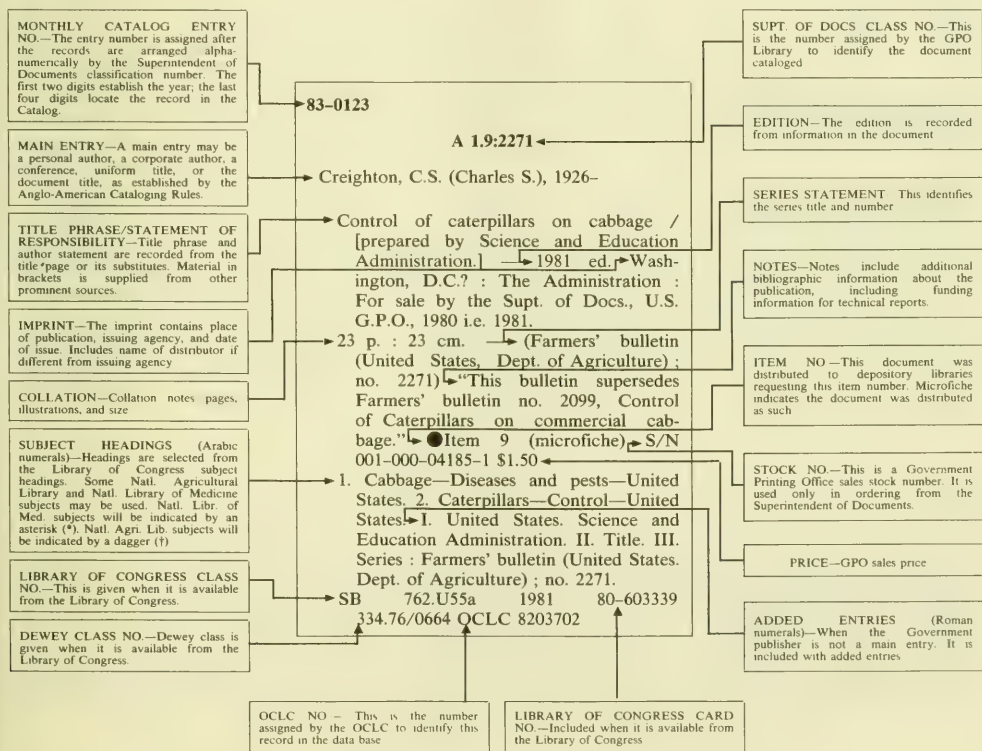 MONTHLY CATALOG ENTRY
NO.—The entry number is assigned after
the records are arranged alpha-
numerically by the Superintendent of
Documents classification number. The
first two digits establish the year; the last
four digits locate the record in the
Catalog.
MAIN ENTRY—A main entry may be
a personal author, a corporate author, a
conference, uniform title, or the
document title, as established by the
Anglo-American Cataloging Rules.
TITLE PHRASE/STATEMENT OF
RESPONSIBILITY—Title phrase and
author statement are recorded from the
title page or its substitutes. Material in
brackets is supplied from other
prominent sources.
IMPRINT—The imprint contains place
of publication, issuing agency, and date
of issue. Includes name of distributor if
different from issuing agency
COLLATION—Collation notes pages,
illustrations, and size
SUBJECT HEADINGS (Arabic
numerals)—Headings are selected from
the Library of Congress subject
headings. Some Natl. Agricultural
Library and Natl. Library of Medicine
subjects may be used. Natl. Libr. of
Med. subjects will be indicated by an
asterisk (*). Natl. Agri. Lib. subjects will
be indicated by a dagger (†)
LIBRARY OF CONGRESS CLASS
NO.—This is given when it is available
from the Library of Congress.
DEWEY CLASS NO.—Dewey class is
given when it is available from the
Library of Congress.
83-0123
A 1.9:2271
Creighton, C.S. (Charles S.), 1926–
Control of caterpillars on cabbage /
[prepared by Science and Education
Administration.] — 1981 ed. Wash-
ington, D.C.? : The Administration :
For sale by the Supt. of Docs., U.S.
G.P.O., 1980 i.e. 1981.
23 p. : 23 cm. — (Farmers' bulletin
(United States, Dept. of Agriculture) ;
no. 2271) "This bulletin supersedes
Farmers' bulletin no. 2099, Control
of Caterpillars on commercial cab-
bage." ●Item 9 (microfiche) S/N
001-000-04185-1 $1.50
1. Cabbage—Diseases and pests—United
States. 2. Caterpillars—Control—United
States. I. United States. Science and
Education Administration. II. Title. III.
Series : Farmers' bulletin (United States.
Dept. of Agriculture) ; no. 2271.
SB 762.U55a 1981 80-603339
334.76/0664 OCLC 8203702
SUPT. OF DOCS CLASS NO.—This
is the number assigned by the GPO
Library to identify the document
cataloged
EDITION—The edition is recorded
from information in the document
SERIES STATEMENT This identifies
the series title and number
NOTES—Notes include additional
bibliographic information about the
publication, including funding
information for technical reports.
ITEM NO—This document was
distributed to depository libraries
requesting this item number. Microfiche
indicates the document was distributed
as such
STOCK NO.—This is a Government
Printing Office sales stock number. It is
used only in ordering from the
Superintendent of Documents.
PRICE—GPO sales price
ADDED ENTRIES (Roman
numerals)—When the Government
publisher is not a main entry. It is
included with added entries
OCLC NO – This is the number
assigned by the OCLC to identify this
record in the data base
LIBRARY OF CONGRESS CARD
NO.—Included when it is available from
the Library of Congress